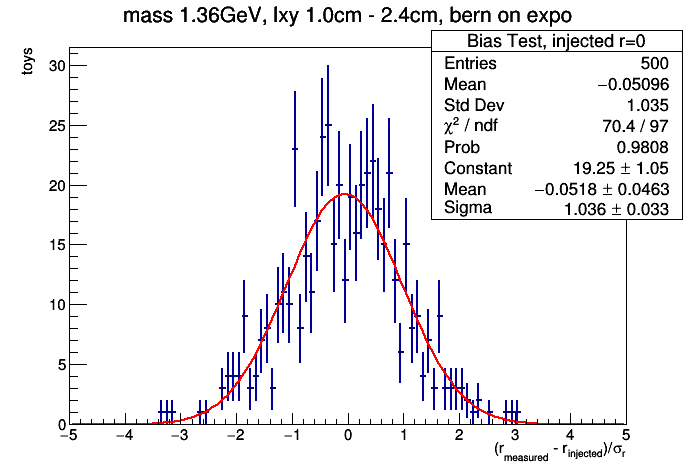 mass 1.36GeV, lxy 1.0cm - 2.4cm, bern on expo
toys
Bias Test, injected r=0
Entries 500
Mean −0.05096
Std Dev 1.035
χ² / ndf 70.4 / 97
Prob 0.9808
Constant 19.25 ± 1.05
Mean −0.0518 ± 0.0463
Sigma 1.036 ± 0.033
30
25
20
15
10
5
0
−5 −4 −3 −2 −1 0 1 2 3 4 5
(r_measured - r_injected)/σ_r